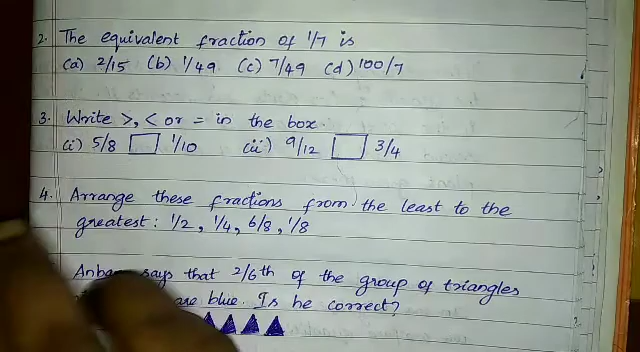 2. The equivalent fraction of 1/7 is
(a) 2/15 (b) 1/49 (c) 7/49 (d) 100/7
3. Write >, < or = in the box.
(i) 5/8 1/10 (ii) 9/12 3/4
4. Arrange these fractions from the least to the
greatest: 1/2, 1/4, 6/8, 1/8
says that 2/6th of the group of triangles
are blue. Is he correct?